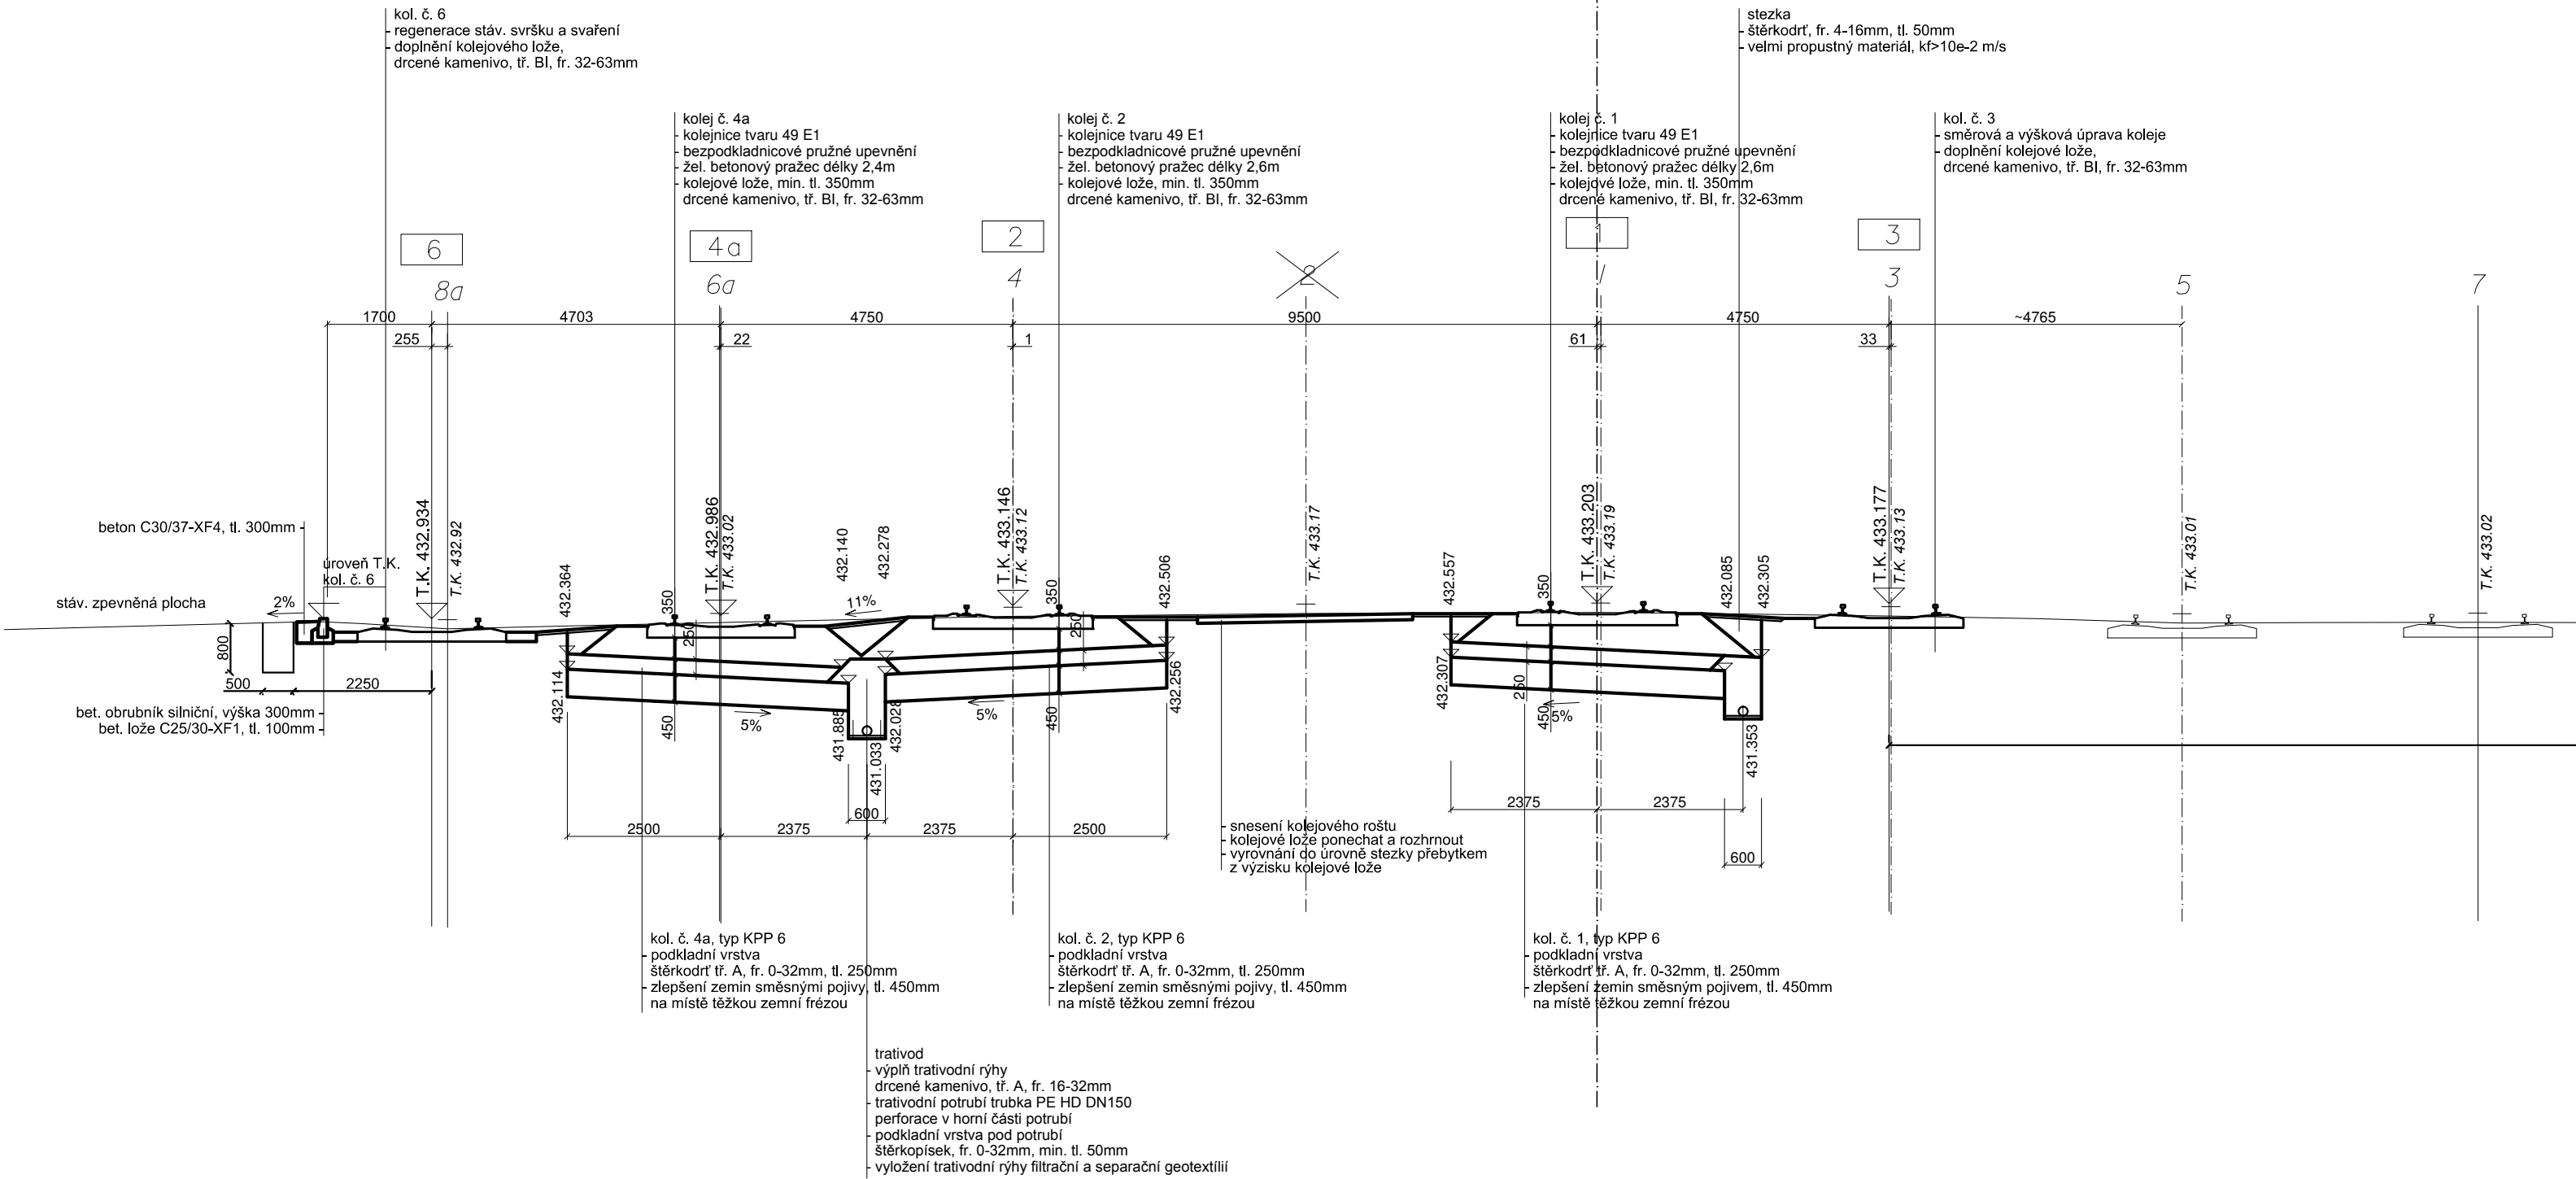 kol. č. 6
- regenerace stáv. svršku a svaření
- doplnění kolejového lože,
drcené kamenivo, tř. BI, fr. 32-63mm
stezka
- štěrkodrť, fr. 4-16mm, tl. 50mm
- velmi propustný materiál, kf>10e-2 m/s
kolej č. 4a
- kolejnice tvaru 49 E1
- bezpodkladnicové pružné upevnění
- žel. betonový pražec délky 2,4m
- kolejové lože, min. tl. 350mm
drcené kamenivo, tř. BI, fr. 32-63mm
kolej č. 2
- kolejnice tvaru 49 E1
- bezpodkladnicové pružné upevnění
- žel. betonový pražec délky 2,6m
- kolejové lože, min. tl. 350mm
drcené kamenivo, tř. BI, fr. 32-63mm
kolej č. 1
- kolejnice tvaru 49 E1
- bezpodkladnicové pružné upevnění
- žel. betonový pražec délky 2,6m
- kolejové lože, min. tl. 350mm
drcené kamenivo, tř. BI, fr. 32-63mm
kol. č. 3
- směrová a výšková úprava koleje
- doplnění kolejové lože,
drcené kamenivo, tř. BI, fr. 32-63mm
6
4a
2
1
3
8a
6a
4
2
1
3
5
7
1700
4703
4750
9500
4750
~4765
255
22
1
61
33
T.K. 432.934
T.K. 432.92
T.K. 432.986
T.K. 433.02
T.K. 433.146
T.K. 433.12
T.K. 433.17
T.K. 433.203
T.K. 433.19
T.K. 433.177
T.K. 433.13
T.K. 433.01
T.K. 433.02
beton C30/37-XF4, tl. 300mm -
úroveň T.K.
kol. č. 6
stáv. zpevněná plocha
2%
800
500
2250
bet. obrubník silniční, výška 300mm -
bet. lože C25/30-XF1, tl. 100mm -
432.364
350
250
432.140
432.278
11%
350
250
432.506
432.557
350
432.085
432.305
432.114
450
5%
431.885
431.033
432.028
5%
450
432.256
432.307
250
450
5%
431.353
600
2500
2375
2375
2500
2375
2375
600
- snesení kolejového roštu
- kolejové lože ponechat a rozhrnout
- vyrovnání do úrovně stezky přebytkem
z výzisku kolejové lože
kol. č. 4a, typ KPP 6
- podkladní vrstva
štěrkodrť tř. A, fr. 0-32mm, tl. 250mm
- zlepšení zemin směsnými pojivy, tl. 450mm
na místě těžkou zemní frézou
kol. č. 2, typ KPP 6
- podkladní vrstva
štěrkodrť tř. A, fr. 0-32mm, tl. 250mm
- zlepšení zemin směsnými pojivy, tl. 450mm
na místě těžkou zemní frézou
kol. č. 1, typ KPP 6
- podkladní vrstva
štěrkodrť tř. A, fr. 0-32mm, tl. 250mm
- zlepšení zemin směsným pojivem, tl. 450mm
na místě těžkou zemní frézou
trativod
- výplň trativodní rýhy
drcené kamenivo, tř. A, fr. 16-32mm
- trativodní potrubí trubka PE HD DN150
perforace v horní části potrubí
- podkladní vrstva pod potrubí
štěrkopísek, fr. 0-32mm, min. tl. 50mm
- vyložení trativodní rýhy filtrační a separační geotextílií